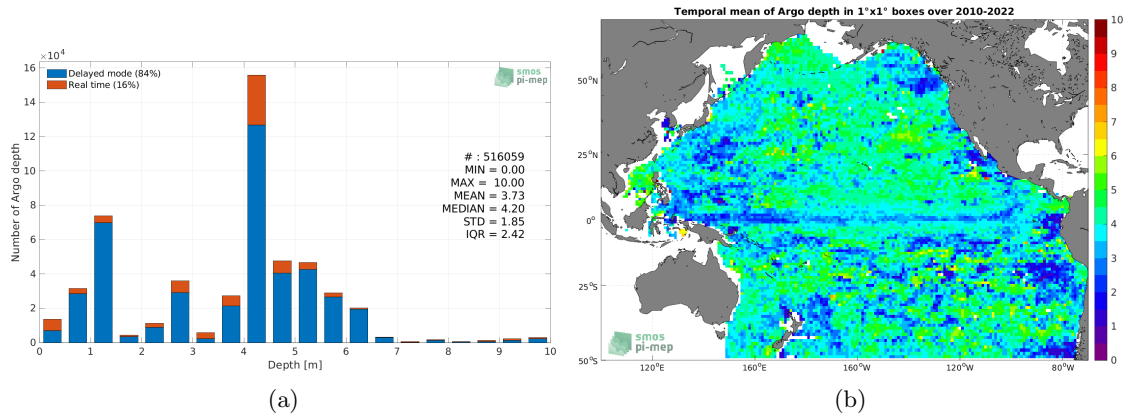 ×10⁴
16
14
12
10
8
6
4
2
0
Number of Argo depth
Delayed mode (84%)
Real time (16%)
smos
pi-mep
# : 516059
MIN = 0.00
MAX = 10.00
MEAN = 3.73
MEDIAN = 4.20
STD = 1.85
IQR = 2.42
0 1 2 3 4 5 6 7 8 9 10
Depth [m]
(a)
Temporal mean of Argo depth in 1°x1° boxes over 2010-2022
50°N
25°N
0°
25°S
50°S
120°E 160°E 160°W 120°W 80°W
smos
pi-mep
10
9
8
7
6
5
4
3
2
1
0
(b)